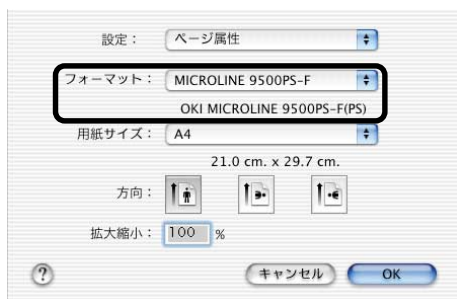 設定： ページ属性
フォーマット： MICROLINE 9500PS-F
OKI MICROLINE 9500PS-F(PS)
用紙サイズ： A4
21.0 cm. x 29.7 cm.
方向：
拡大縮小： 100 %
? キャンセル OK